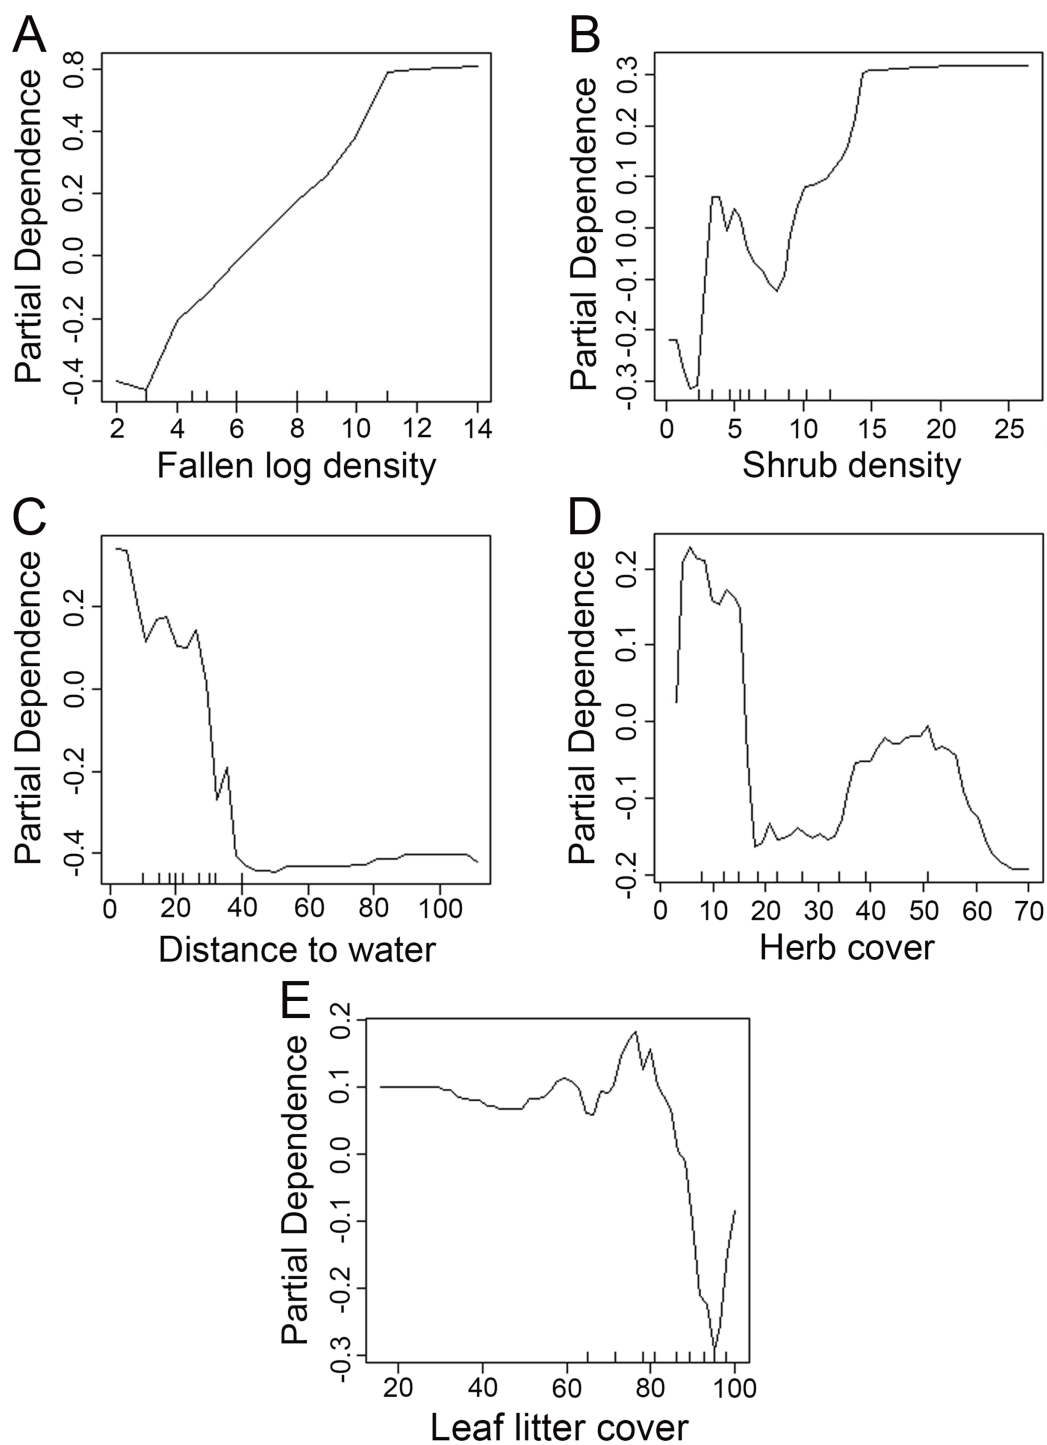 A
Partial Dependence
0.8
0.4
0.2
0.0
-0.2
-0.4
2 4 6 8 10 12 14
Fallen log density
B
Partial Dependence
0.3
0.2
0.1
0.0
-0.1
-0.2
-0.3
0 5 10 15 20 25
Shrub density
C
Partial Dependence
0.2
0.0
-0.2
-0.4
0 20 40 60 80 100
Distance to water
D
Partial Dependence
0.2
0.1
0.0
-0.1
-0.2
0 10 20 30 40 50 60 70
Herb cover
E
Partial Dependence
0.2
0.1
0.0
-0.1
-0.2
-0.3
20 40 60 80 100
Leaf litter cover